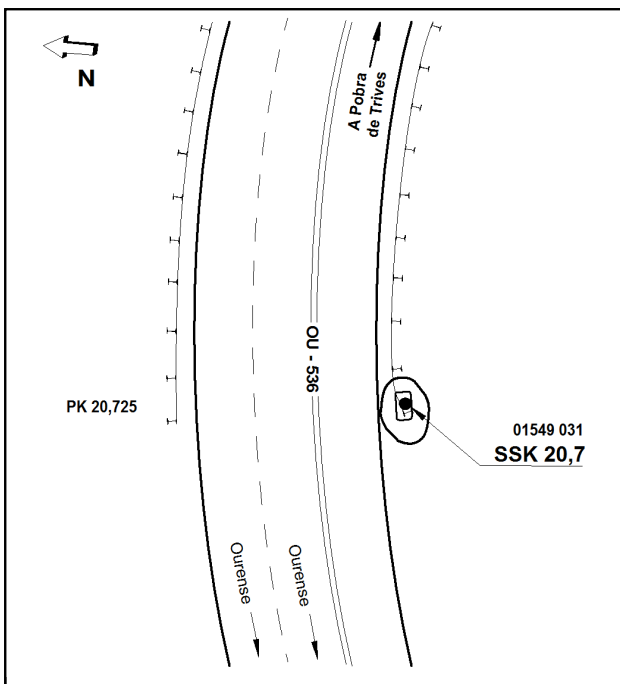 N
A Pobra
de Trives
OU - 536
PK 20,725
01549 031
SSK 20,7
Ourense
Ourense